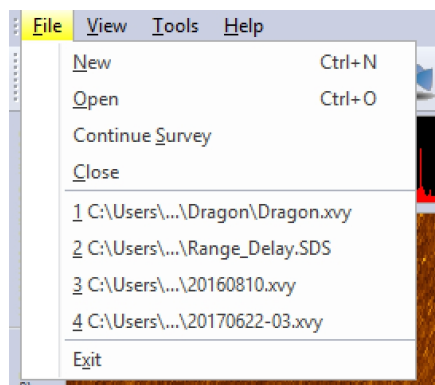 File View Tools Help
New Ctrl+N
Open Ctrl+O
Continue Survey
Close
1 C:\Users\...\Dragon\Dragon.xvy
2 C:\Users\...\Range_Delay.SDS
3 C:\Users\...\20160810.xvy
4 C:\Users\...\20170622-03.xvy
Exit